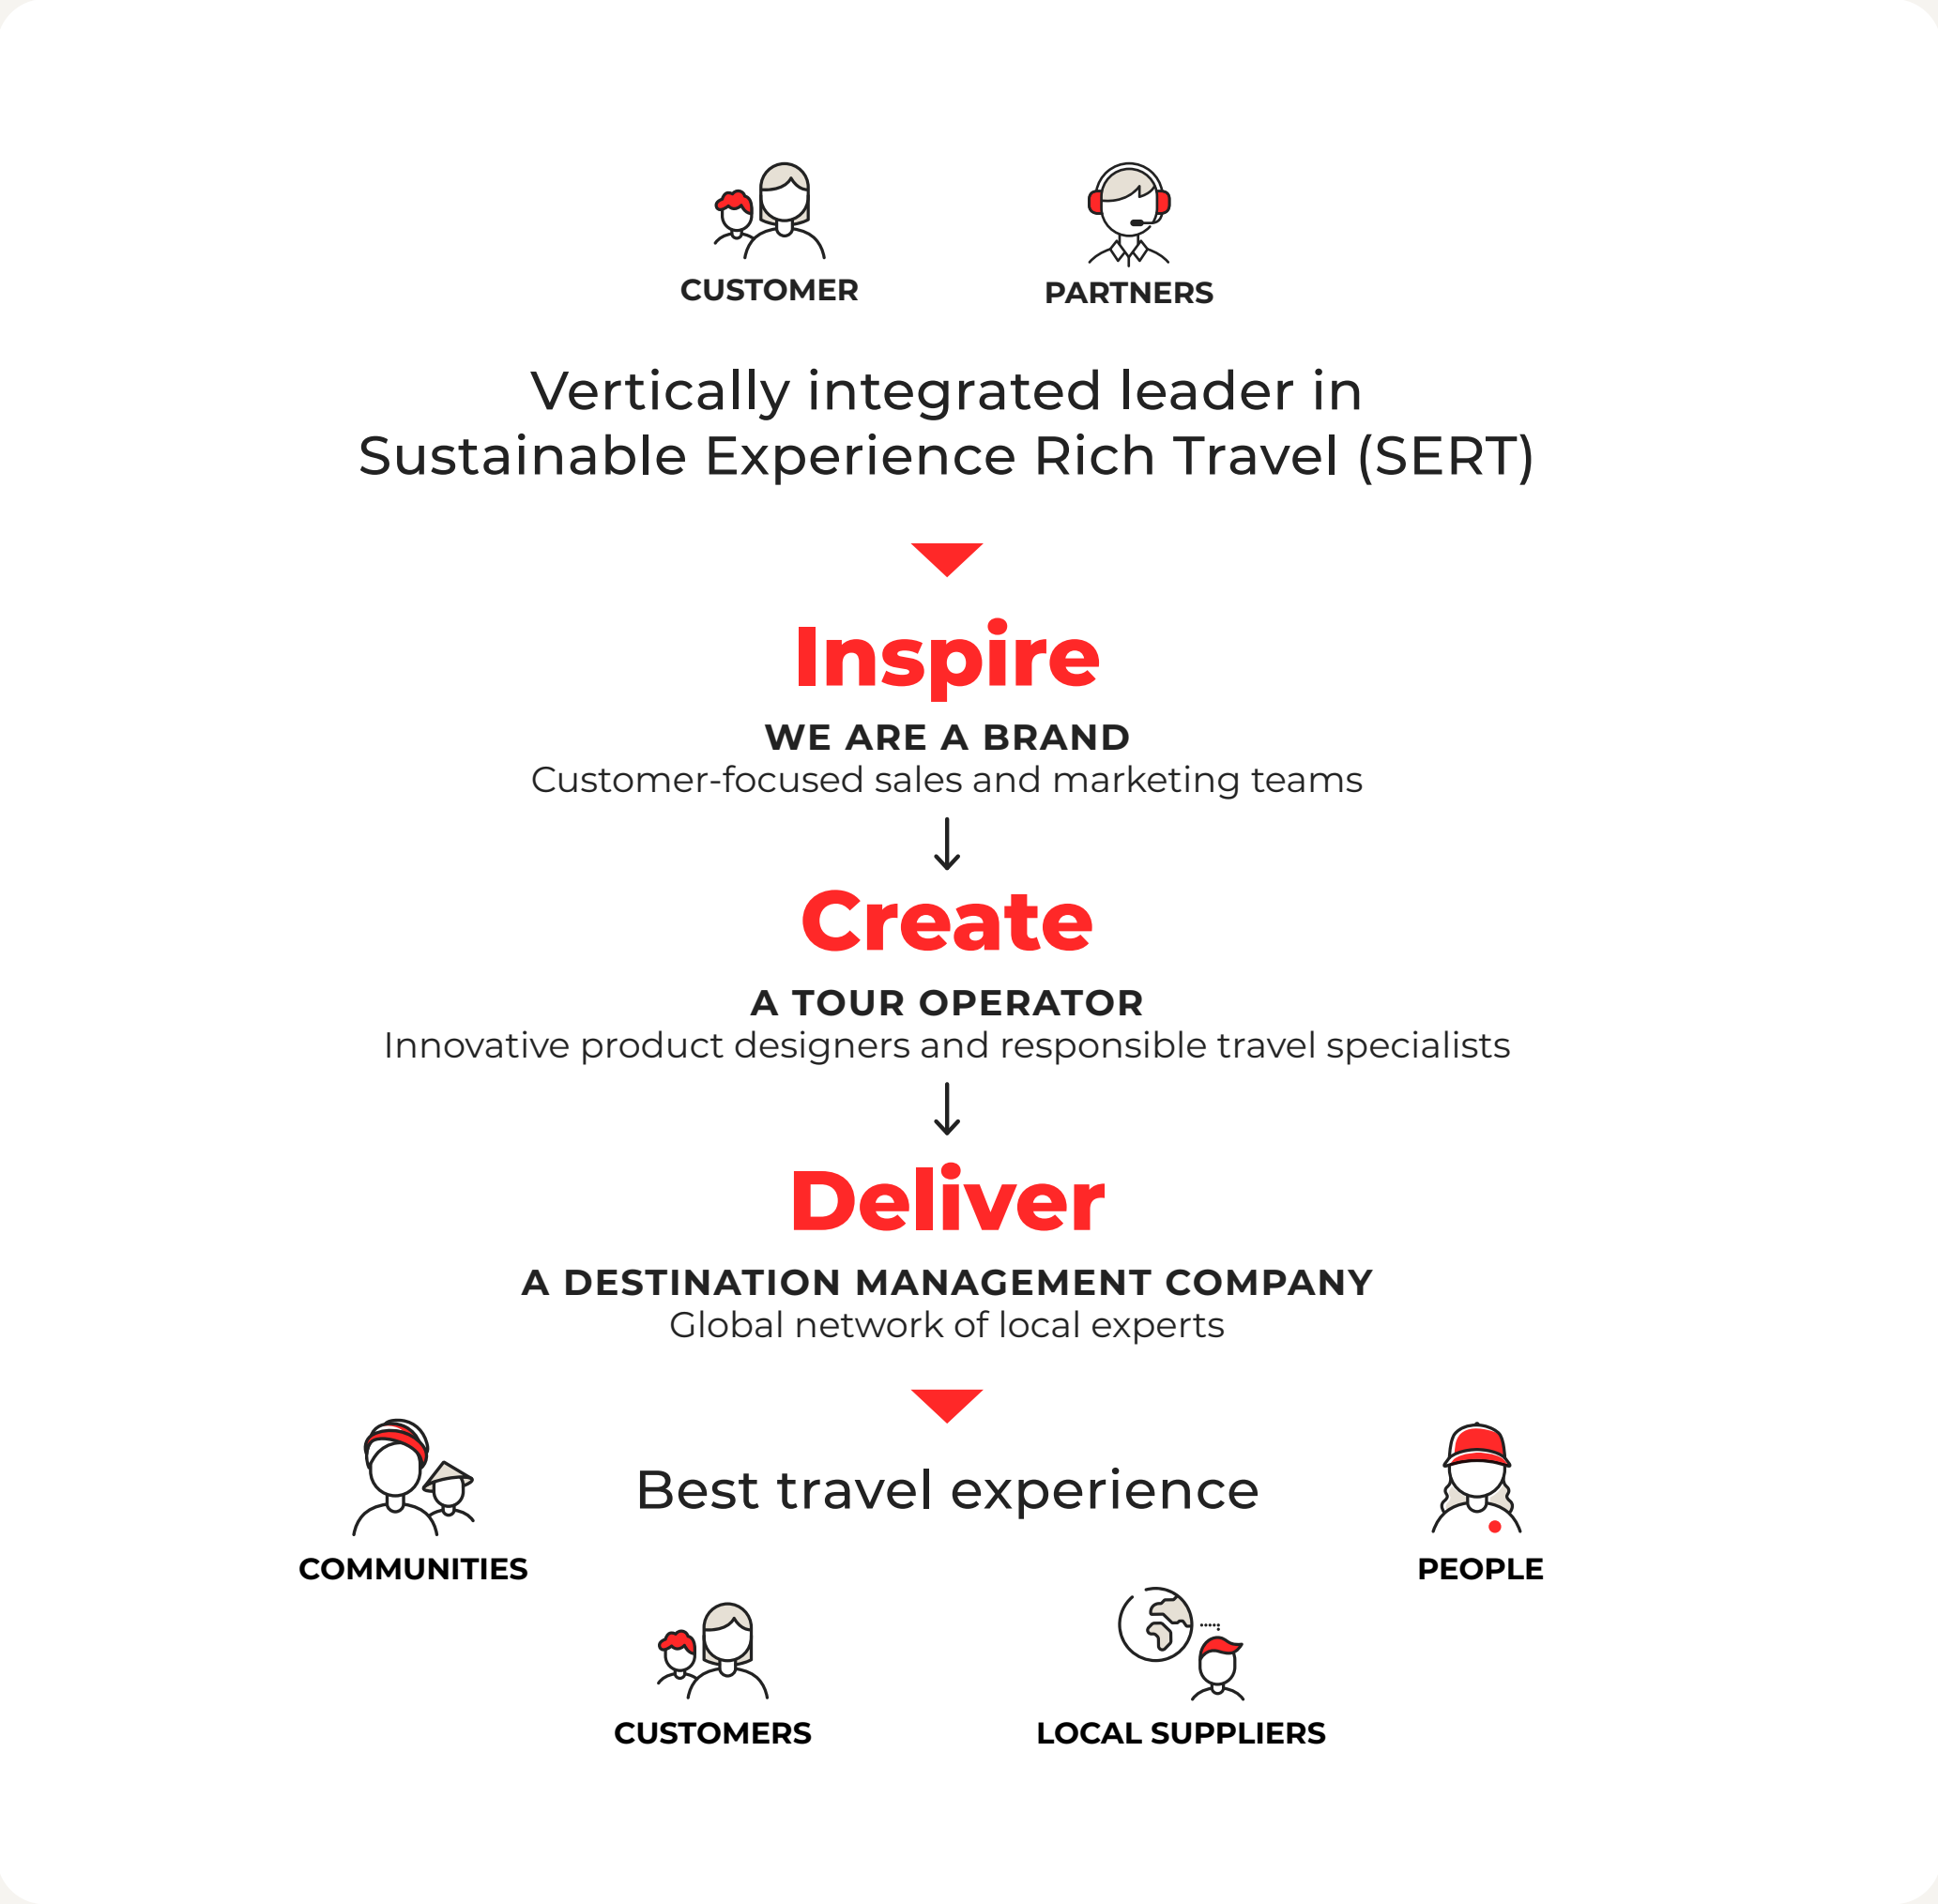 CUSTOMER
PARTNERS
Vertically integrated leader in
Sustainable Experience Rich Travel (SERT)
Inspire
WE ARE A BRAND
Customer-focused sales and marketing teams
Create
A TOUR OPERATOR
Innovative product designers and responsible travel specialists
Deliver
A DESTINATION MANAGEMENT COMPANY
Global network of local experts
Best travel experience
COMMUNITIES
PEOPLE
CUSTOMERS
LOCAL SUPPLIERS